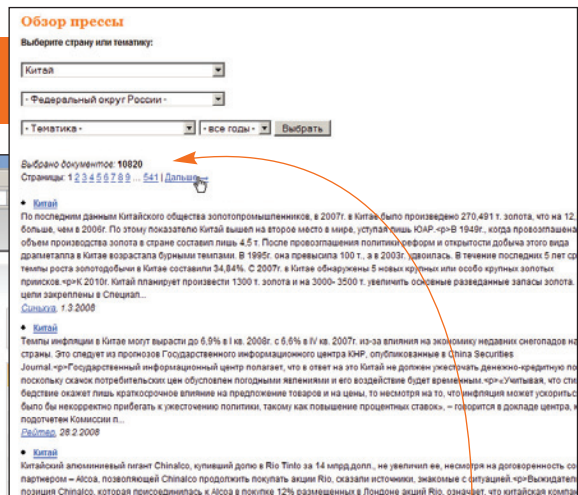 Обзор прессы
Выберите страну или тематику:
Китай
- Федеральный округ России -
- Тематика - - все годы - Выбрать
Выбрано документов: 10820
Страницы: 1 2 3 4 5 6 7 8 9 ... 541 | Дальше →
Китай
По последним данным Китайского общества золотопромышленников, в 2007г. в Китае было произведено 270,491 т. золота, что на 12,
больше, чем в 2006г. По этому показателю Китай вышел на второе место в мире, уступая лишь ЮАР.<p>В 1949г., когда провозглашена
объем производства золота в стране составил лишь 4,5 т. После провозглашения политики реформ и открытости добыча этого вида
драгметалла в Китае возрастала бурными темпами. В 1995г. она превысила 100 т., а в 2003г. удвоилась. В течение последних 5 лет ср
темпы роста золотодобычи в Китае составили 34,84%. С 2007г. в Китае обнаружены 5 новых крупных или особо крупных золотых
приисков.<p>К 2010г. Китай планирует произвести 1300 т. золота и на 3000- 3500 т. увеличить основные разведанные запасы золота.
цели закреплены в Специал...
Синьхуа, 1.3.2008
Китай
Темпы инфляции в Китае могут вырасти до 6,9% в I кв. 2008г. с 6,6% в IV кв. 2007г. из-за влияния на экономику недавних снегопадов на
страны. Это следует из прогнозов Государственного информационного центра КНР, опубликованные в China Securities
Journal.<p>Государственный информационный центр полагает, что в ответ на это Китай не должен ужесточать денежно-кредитную по
поскольку скачок потребительских цен обусловлен погодными явлениями и его воздействие будет временным.<p>«Учитывая, что сти
бедствие окажет лишь краткосрочное влияние на предложение товаров и на цены, то несмотря на то, что инфляция может ускоритьс
было бы некорректно прибегать к ужесточению политики, такому как повышение процентных ставок», – говорится в докладе центра, к
подотчетен Комиссии п...
Рейтер, 28.2.2008
Китай
Китайский алюминиевый гигант Chinalco, купивший долю в Rio Tinto за 14 млрд.долл., не увеличил ее, несмотря на договоренность со
партнером – Alcoa, позволяющей Chinalco продолжить покупать акции Rio, сказали источники, знакомые с ситуацией.<p>Выжидател
позиция Chinalco, которая присоединилась к Alcoa в покупке 12% размещенных в Лондоне акций Rio, означает, что китайская комп